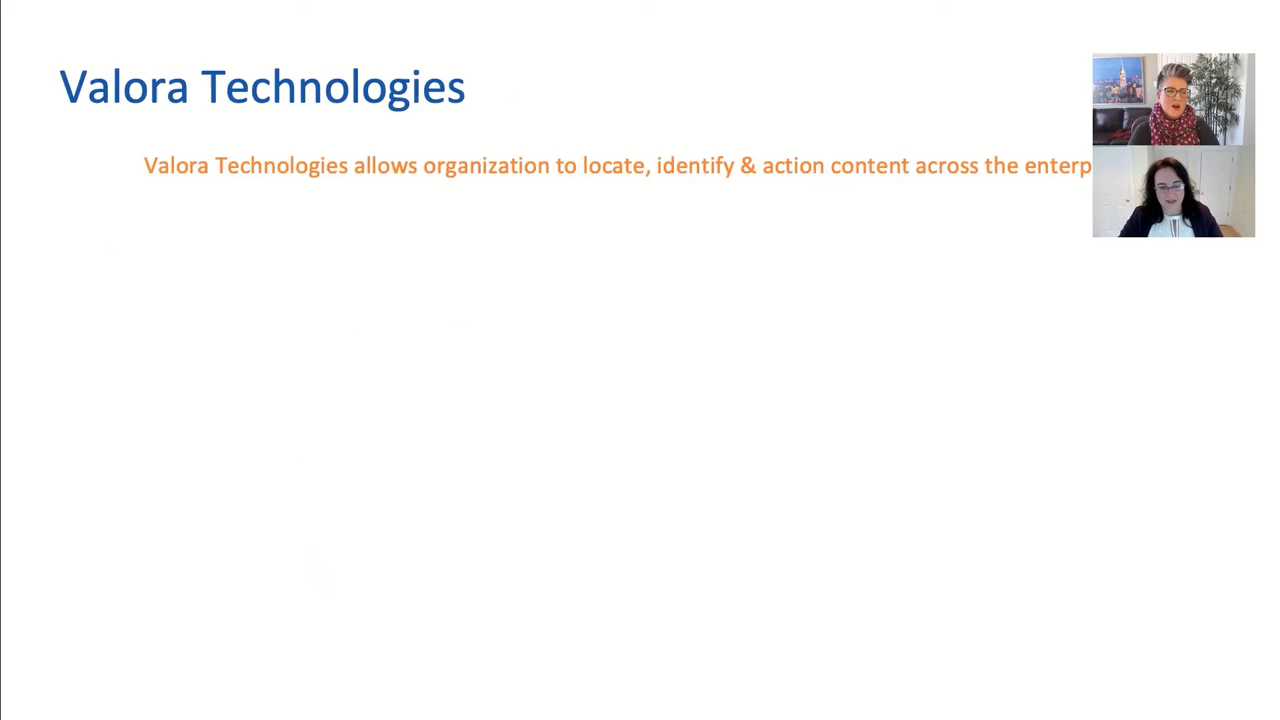 Valora Technologies
Valora Technologies allows organization to locate, identify & action content across the enterp